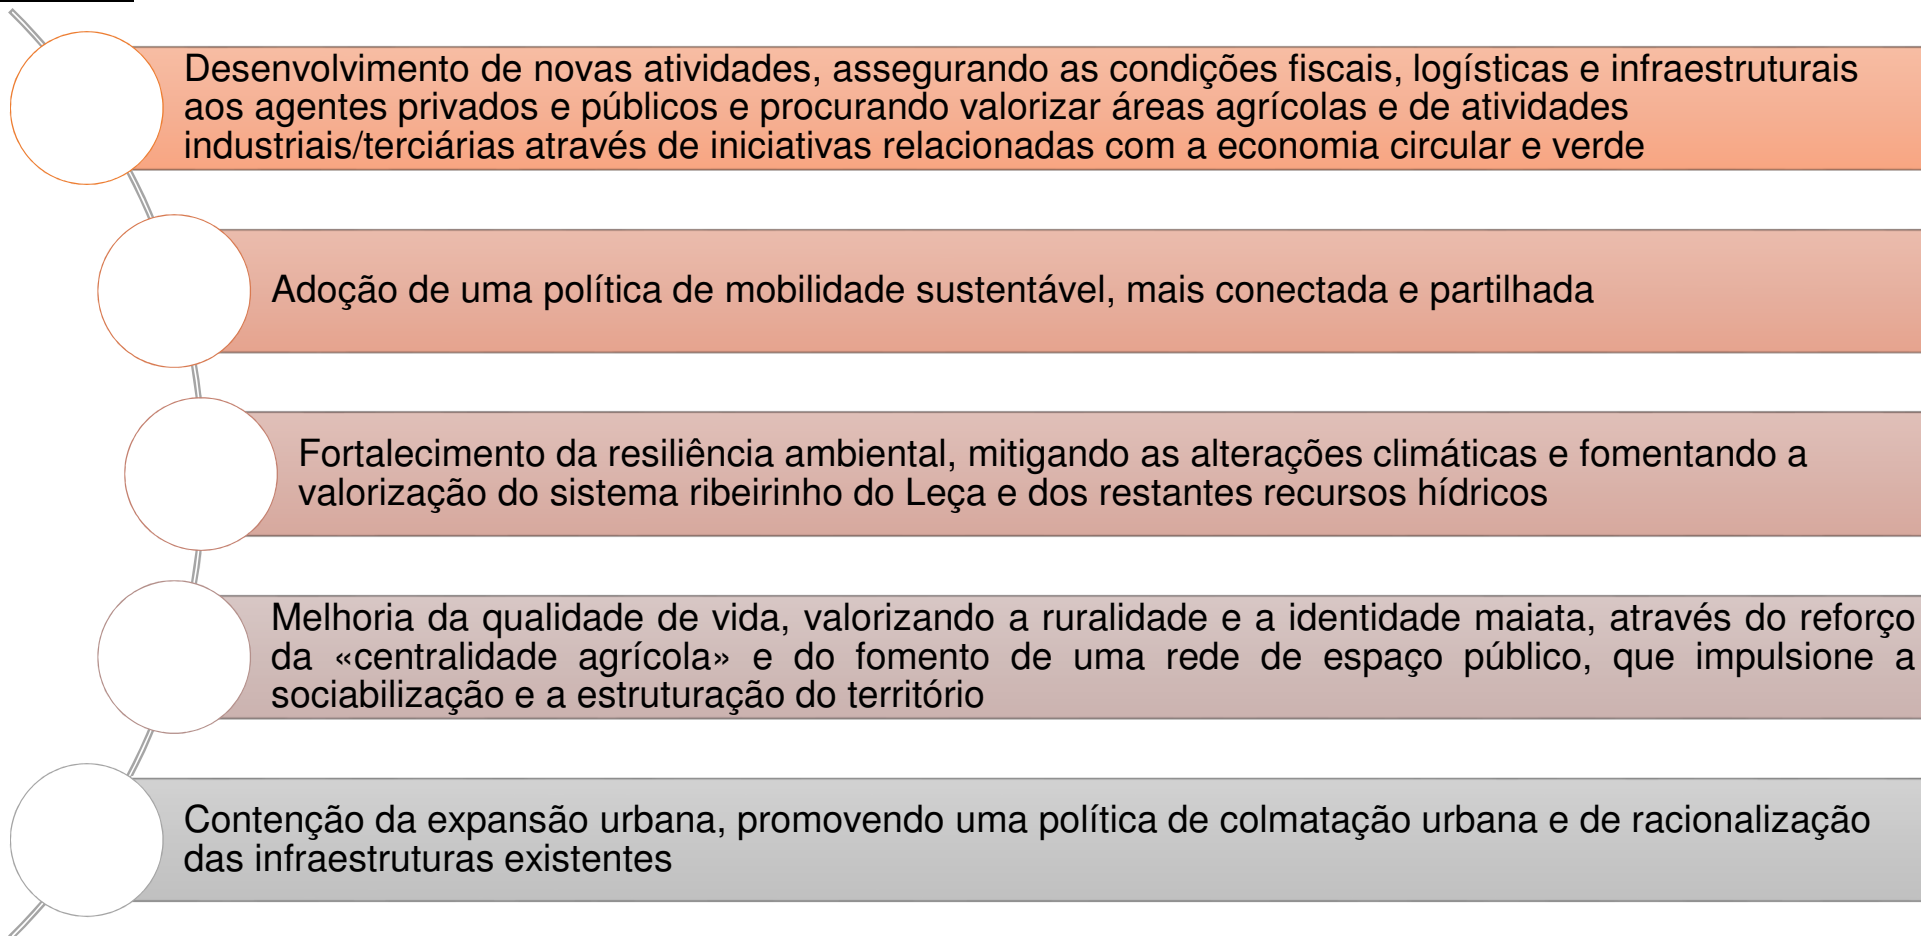 Desenvolvimento de novas atividades, assegurando as condições fiscais, logísticas e infraestruturais
aos agentes privados e públicos e procurando valorizar áreas agrícolas e de atividades
industriais/terciárias através de iniciativas relacionadas com a economia circular e verde
Adoção de uma política de mobilidade sustentável, mais conectada e partilhada
Fortalecimento da resiliência ambiental, mitigando as alterações climáticas e fomentando a
valorização do sistema ribeirinho do Leça e dos restantes recursos hídricos
Melhoria da qualidade de vida, valorizando a ruralidade e a identidade maiata, através do reforço
da «centralidade agrícola» e do fomento de uma rede de espaço público, que impulsione a
sociabilização e a estruturação do território
Contenção da expansão urbana, promovendo uma política de colmatação urbana e de racionalização
das infraestruturas existentes